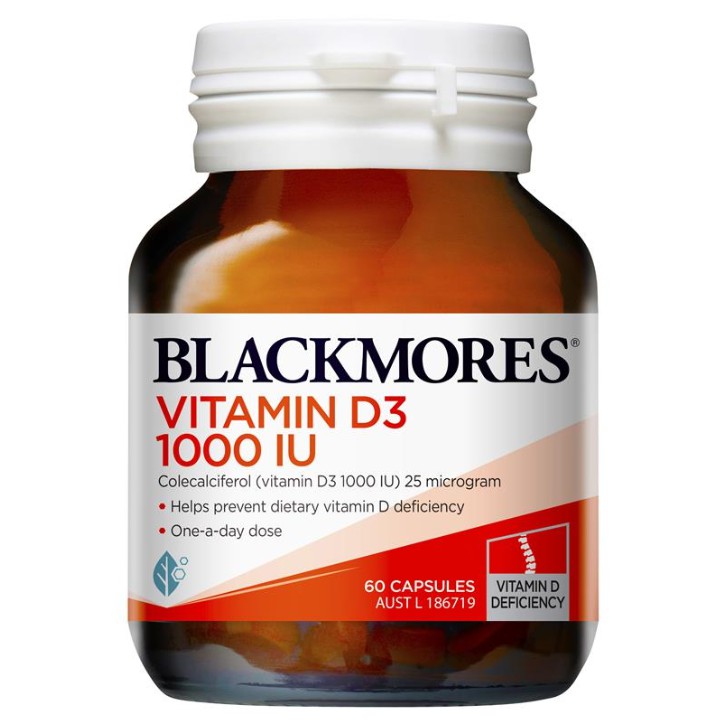 BLACKMORES®
VITAMIN D3
1000 IU
Colecalciferol (vitamin D3 1000 IU) 25 microgram
• Helps prevent dietary vitamin D deficiency
• One-a-day dose
60 CAPSULES
AUST L 186719
VITAMIN D
DEFICIENCY